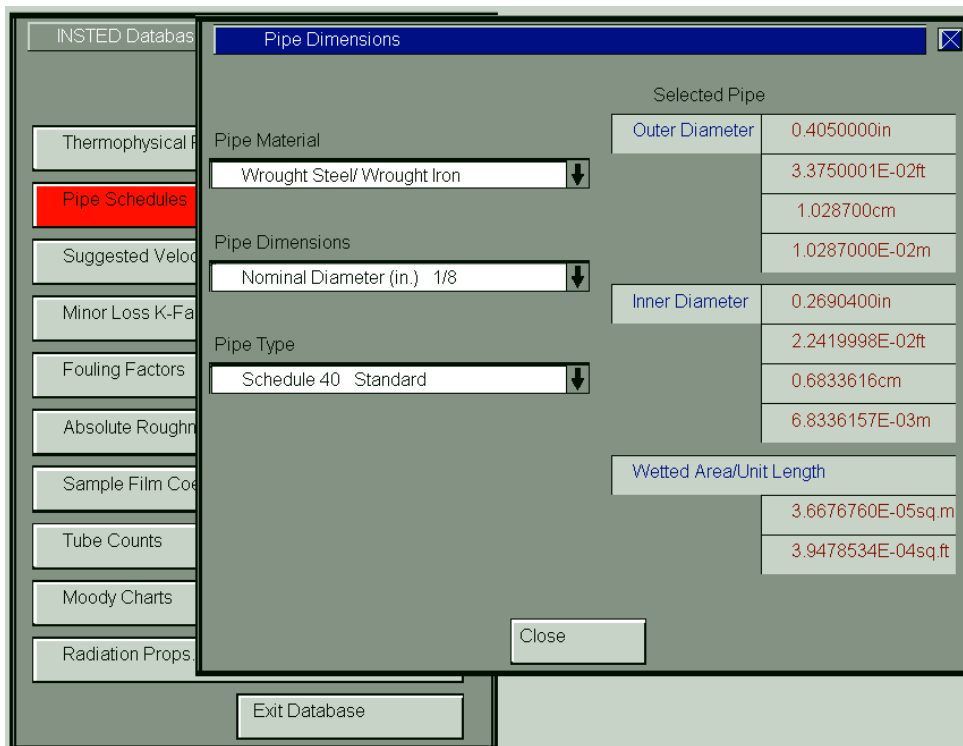 INSTED Databas
Thermophysical P
Pipe Schedules
Suggested Veloc
Minor Loss K-Fa
Fouling Factors
Absolute Roughn
Sample Film Coe
Tube Counts
Moody Charts
Radiation Props.
Exit Database
Pipe Dimensions
Pipe Material
Wrought Steel/ Wrought Iron
Pipe Dimensions
Nominal Diameter (in.) 1/8
Pipe Type
Schedule 40 Standard
Selected Pipe
Outer Diameter 0.4050000in
3.3750001E-02ft
1.028700cm
1.0287000E-02m
Inner Diameter 0.2690400in
2.2419998E-02ft
0.6833616cm
6.8336157E-03m
Wetted Area/Unit Length
3.6676760E-05sq.m
3.9478534E-04sq.ft
Close